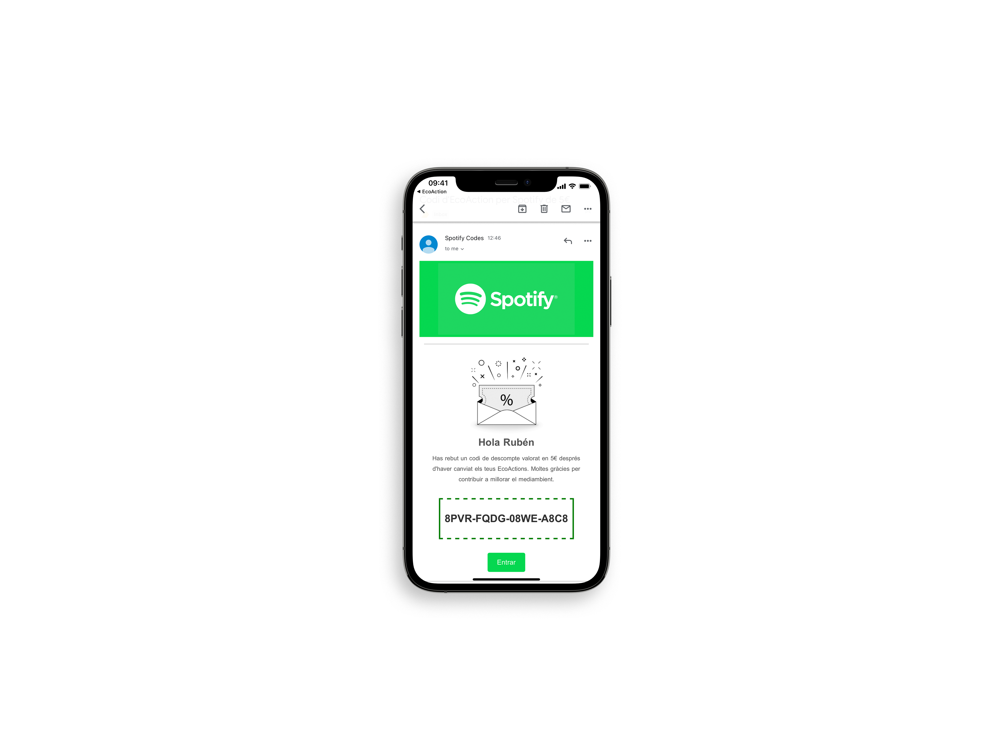 09:41
EcoAction
Codi d'EcoAction per Spotify de 5€
Inbox
Spotify Codes 12:46
to me
Spotify®
%
Hola Rubén
Has rebut un codi de descompte valorat en 5€ després
d'haver canviat els teus EcoActions. Moltes gràcies per
contribuir a millorar el mediambient.
8PVR-FQDG-08WE-A8C8
Entrar